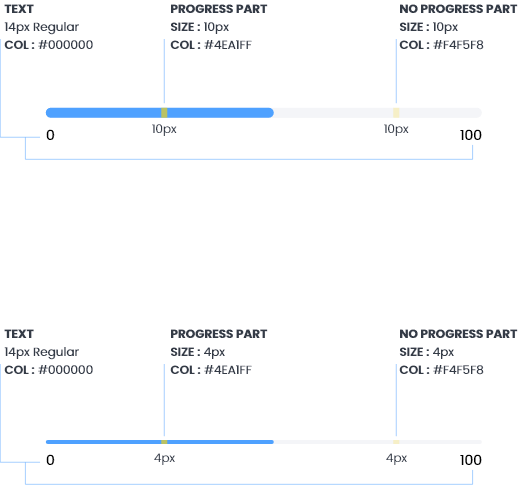 TEXT
14px Regular
COL : #000000
PROGRESS PART
SIZE : 10px
COL : #4EA1FF
NO PROGRESS PART
SIZE : 10px
COL : #F4F5F8
10px
10px
0
100
TEXT
14px Regular
COL : #000000
PROGRESS PART
SIZE : 4px
COL : #4EA1FF
NO PROGRESS PART
SIZE : 4px
COL : #F4F5F8
4px
4px
0
100